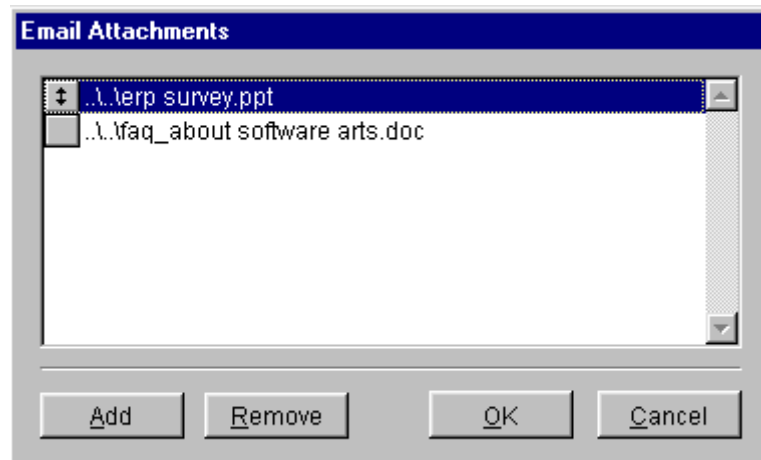 Email Attachments
..\..\erp survey.ppt
..\..\faq_about software arts.doc
Add Remove OK Cancel